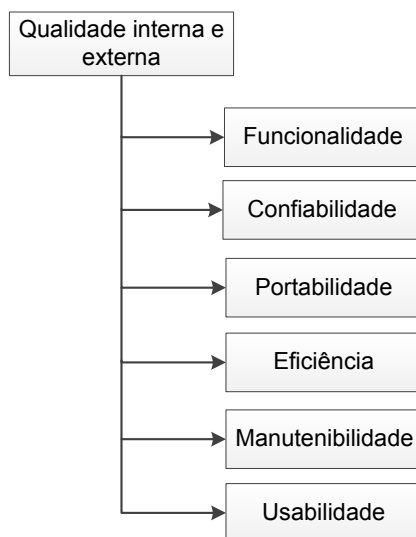 Qualidade interna e
externa
Funcionalidade
Confiabilidade
Portabilidade
Eficiência
Manutenibilidade
Usabilidade